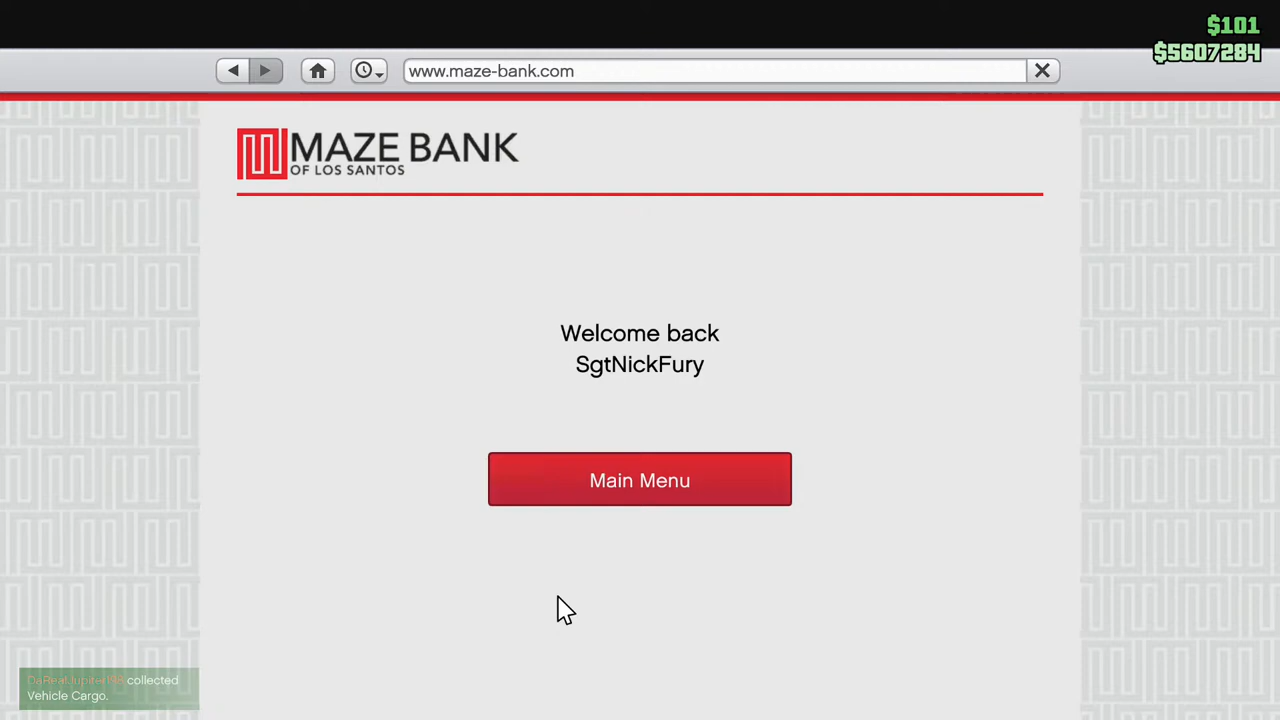 $101
$5607284
www.maze-bank.com
MAZE BANK
OF LOS SANTOS
Welcome back
SgtNickFury
Main Menu
collected
Vehicle Cargo.